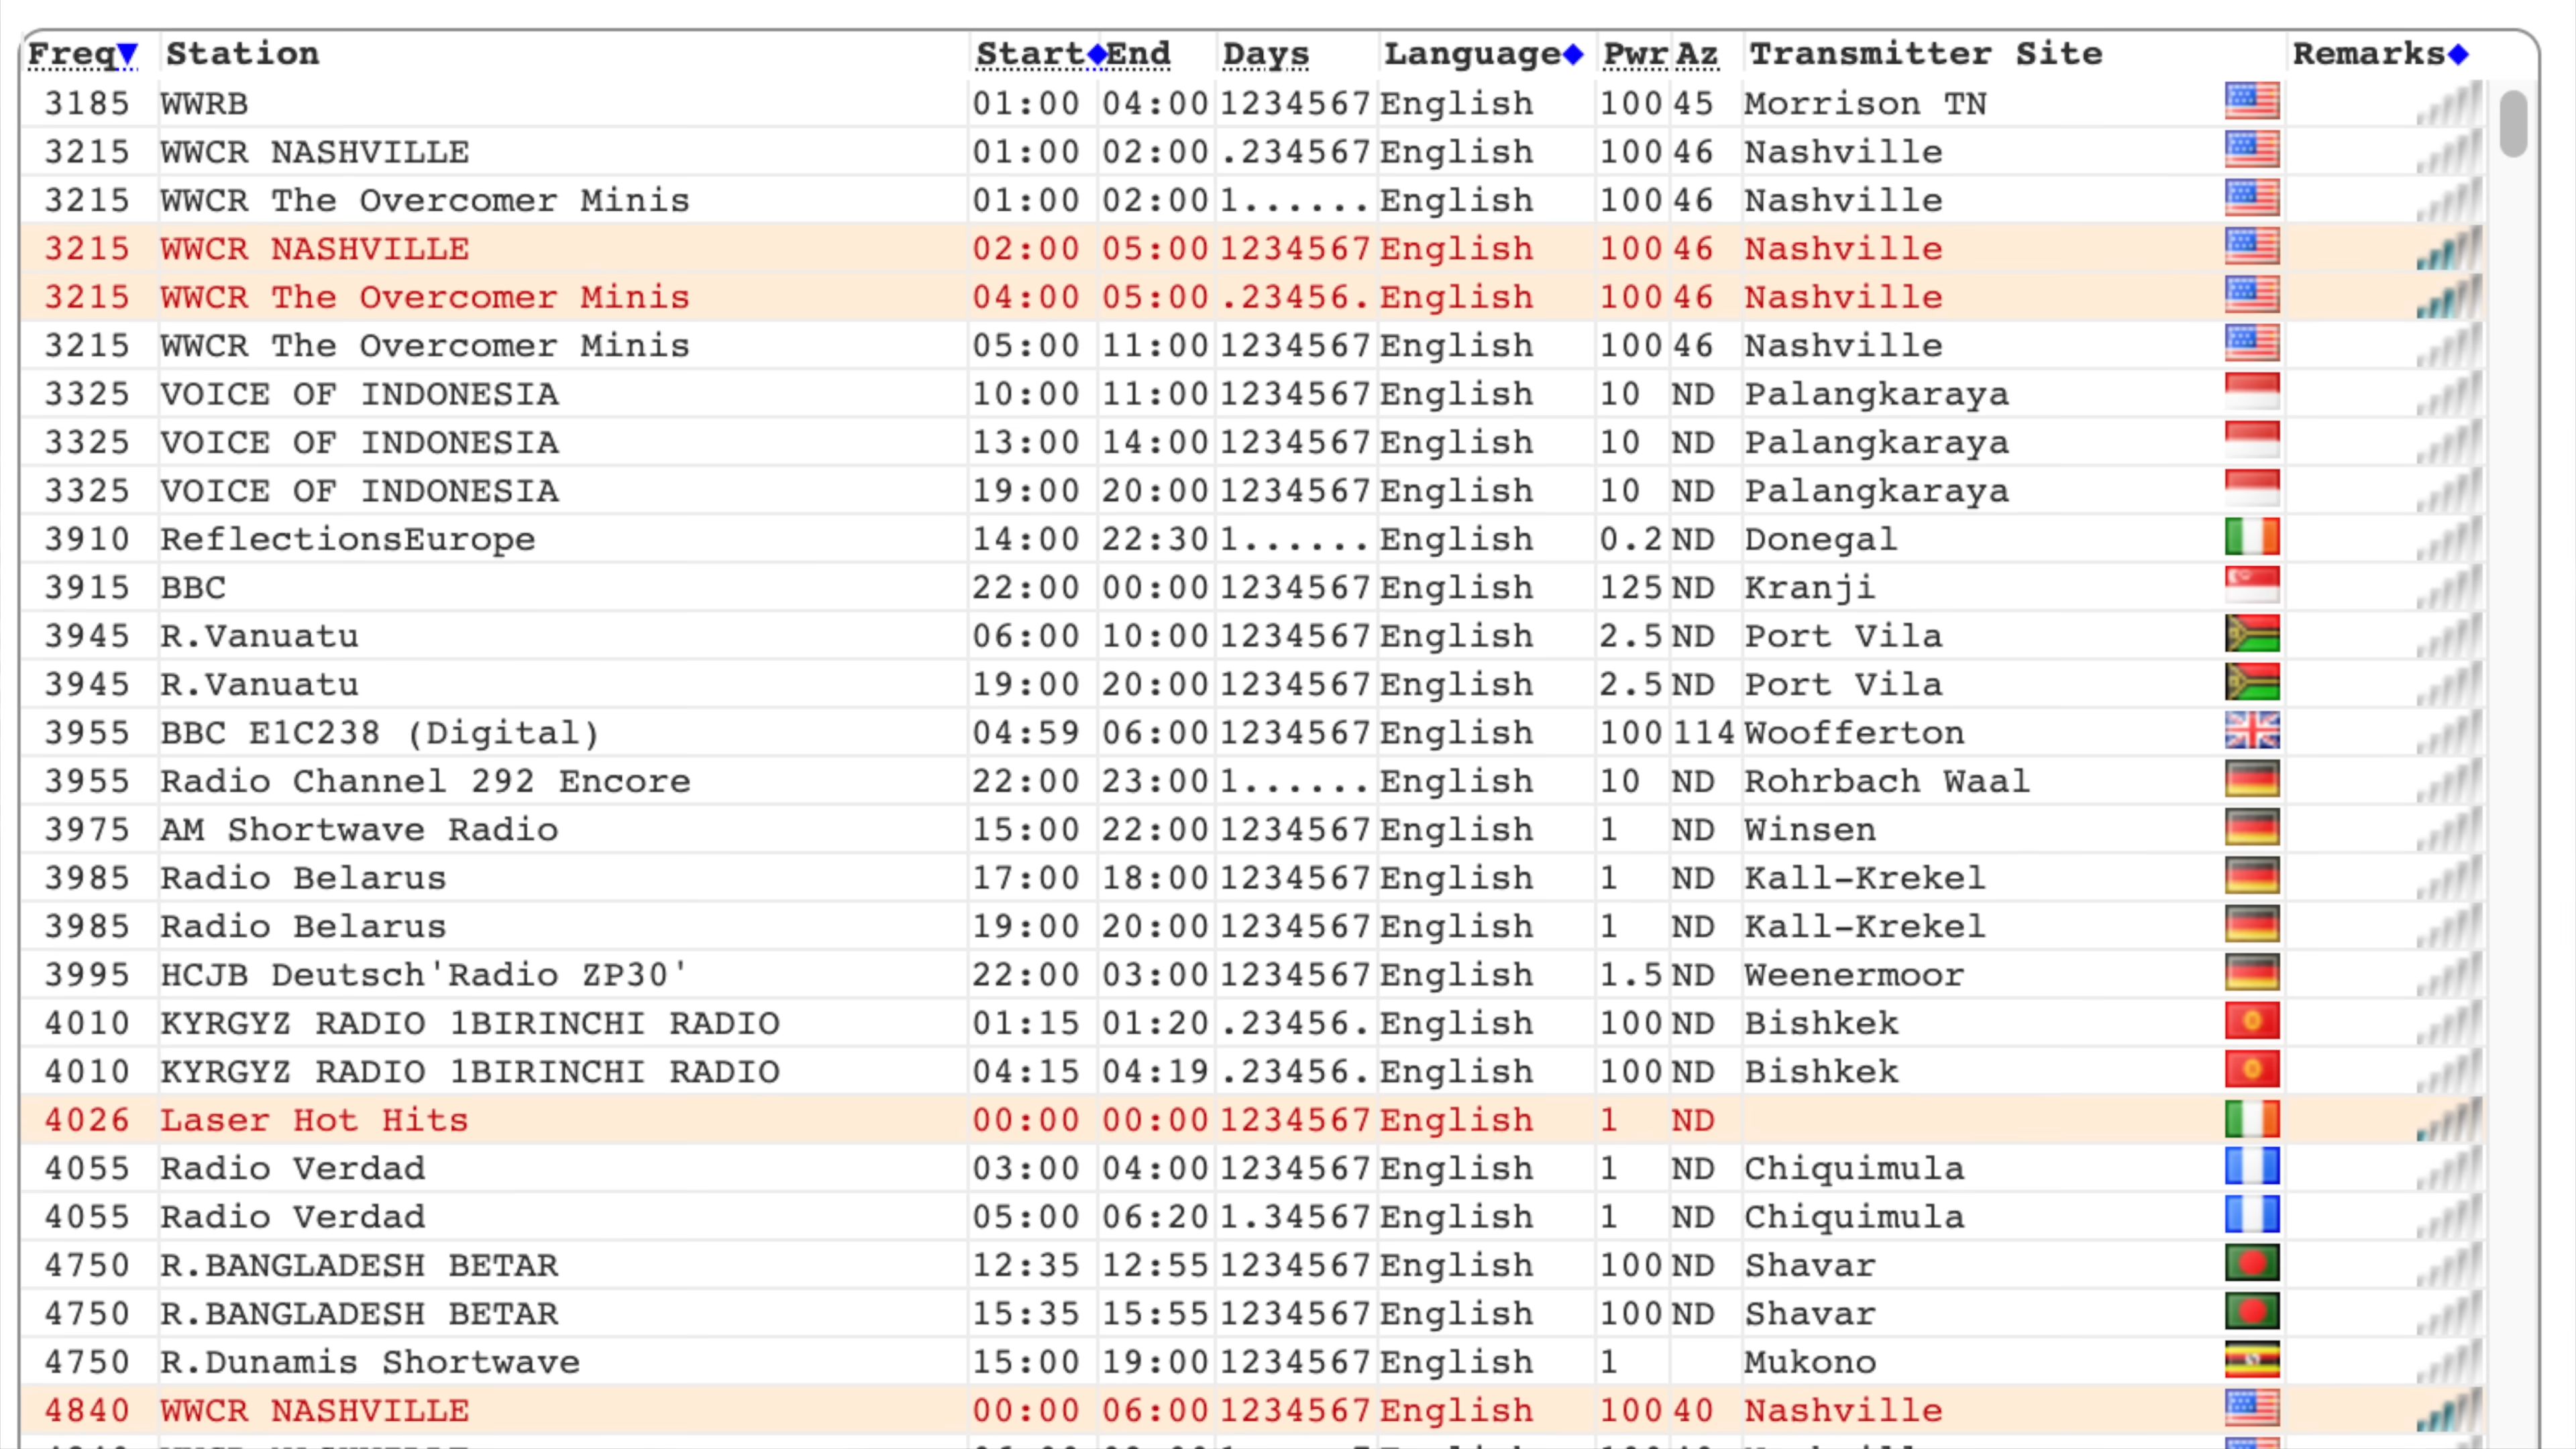 Freq▼ Station Start◆ End Days Language◆ Pwr Az Transmitter Site Remarks◆
3185 WWRB 01:00 04:00 1234567 English 100 45 Morrison TN
3215 WWCR NASHVILLE 01:00 02:00 .234567 English 100 46 Nashville
3215 WWCR The Overcomer Minis 01:00 02:00 1...... English 100 46 Nashville
3215 WWCR NASHVILLE 02:00 05:00 1234567 English 100 46 Nashville
3215 WWCR The Overcomer Minis 04:00 05:00 .23456. English 100 46 Nashville
3215 WWCR The Overcomer Minis 05:00 11:00 1234567 English 100 46 Nashville
3325 VOICE OF INDONESIA 10:00 11:00 1234567 English 10 ND Palangkaraya
3325 VOICE OF INDONESIA 13:00 14:00 1234567 English 10 ND Palangkaraya
3325 VOICE OF INDONESIA 19:00 20:00 1234567 English 10 ND Palangkaraya
3910 ReflectionsEurope 14:00 22:30 1...... English 0.2 ND Donegal
3915 BBC 22:00 00:00 1234567 English 125 ND Kranji
3945 R.Vanuatu 06:00 10:00 1234567 English 2.5 ND Port Vila
3945 R.Vanuatu 19:00 20:00 1234567 English 2.5 ND Port Vila
3955 BBC E1C238 (Digital) 04:59 06:00 1234567 English 100 114 Woofferton
3955 Radio Channel 292 Encore 22:00 23:00 1...... English 10 ND Rohrbach Waal
3975 AM Shortwave Radio 15:00 22:00 1234567 English 1 ND Winsen
3985 Radio Belarus 17:00 18:00 1234567 English 1 ND Kall-Krekel
3985 Radio Belarus 19:00 20:00 1234567 English 1 ND Kall-Krekel
3995 HCJB Deutsch'Radio ZP30' 22:00 03:00 1234567 English 1.5 ND Weenermoor
4010 KYRGYZ RADIO 1BIRINCHI RADIO 01:15 01:20 .23456. English 100 ND Bishkek
4010 KYRGYZ RADIO 1BIRINCHI RADIO 04:15 04:19 .23456. English 100 ND Bishkek
4026 Laser Hot Hits 00:00 00:00 1234567 English 1 ND
4055 Radio Verdad 03:00 04:00 1234567 English 1 ND Chiquimula
4055 Radio Verdad 05:00 06:20 1.34567 English 1 ND Chiquimula
4750 R.BANGLADESH BETAR 12:35 12:55 1234567 English 100 ND Shavar
4750 R.BANGLADESH BETAR 15:35 15:55 1234567 English 100 ND Shavar
4750 R.Dunamis Shortwave 15:00 19:00 1234567 English 1 Mukono
4840 WWCR NASHVILLE 00:00 06:00 1234567 English 100 40 Nashville